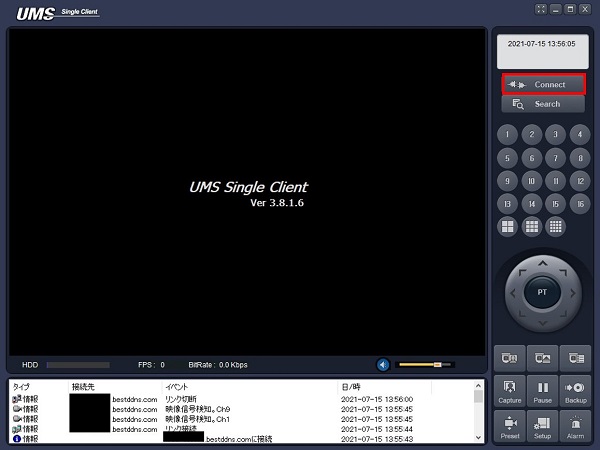 UMS Single Client
2021-07-15 13:56:05
Connect
Search
1 2 3 4
5 6 7 8
9 10 11 12
13 14 15 16
UMS Single Client
Ver 3.8.1.6
PT
HDD FPS : 0 BitRate : 0.0 Kbps
Capture Pause Backup
Preset Setup Alarm
タイプ 接続先 イベント 日/時
情報 .bestddns.com リンク切断 2021-07-15 13:56:00
情報 .bestddns.com 映像信号検知。Ch9 2021-07-15 13:55:45
情報 .bestddns.com 映像信号検知。Ch1 2021-07-15 13:55:45
情報 .bestddns.com リンク接続 2021-07-15 13:55:44
情報 .bestddns.comに接続 2021-07-15 13:55:43